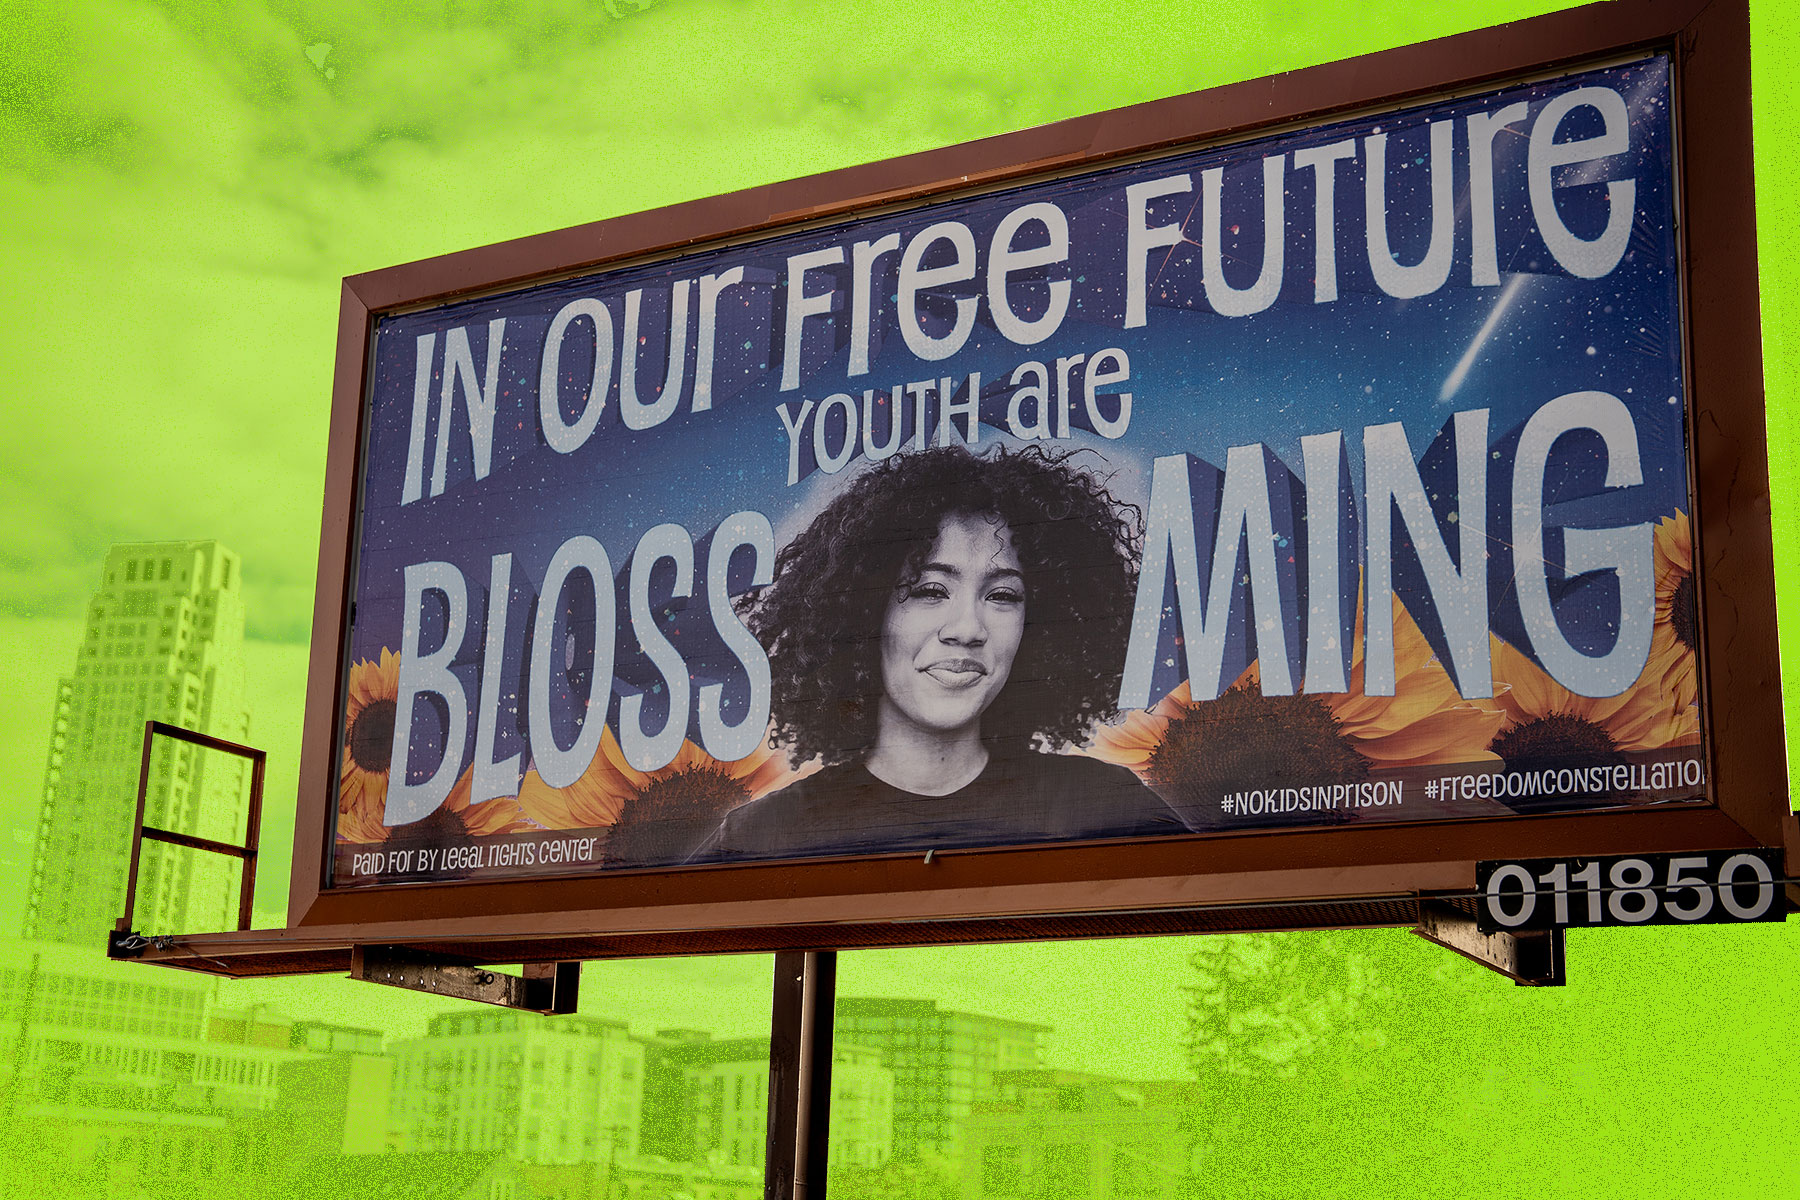 IN OUr Free FUTUre
YOUTH are
BLOSS MING
#NOKIDSINPrISON #FreeDOMCONSTELLATIO
PaID FOr BY LeGaL rIGHTS CeNTer
011850